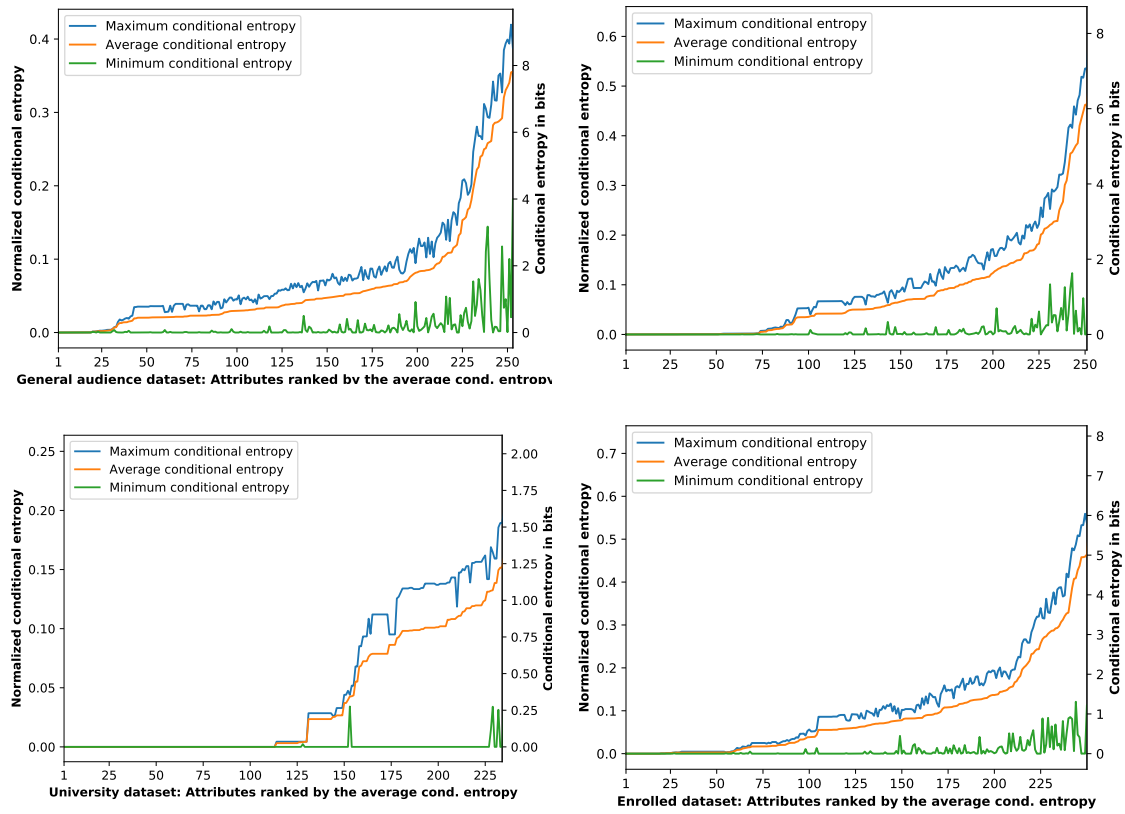 Maximum conditional entropy
Average conditional entropy
Minimum conditional entropy
Normalized conditional entropy
0.4
0.3
0.2
0.1
0.0
8
6
4
2
0
Conditional entropy in bits
1 25 50 75 100 125 150 175 200 225 250
General audience dataset: Attributes ranked by the average cond. entropy
Maximum conditional entropy
Average conditional entropy
Minimum conditional entropy
Normalized conditional entropy
0.6
0.5
0.4
0.3
0.2
0.1
0.0
8
6
4
2
0
Conditional entropy in bits
1 25 50 75 100 125 150 175 200 225 250
Maximum conditional entropy
Average conditional entropy
Minimum conditional entropy
Normalized conditional entropy
0.25
0.20
0.15
0.10
0.05
0.00
2.00
1.75
1.50
1.25
1.00
0.75
0.50
0.25
0.00
Conditional entropy in bits
1 25 50 75 100 125 150 175 200 225
University dataset: Attributes ranked by the average cond. entropy
Maximum conditional entropy
Average conditional entropy
Minimum conditional entropy
Normalized conditional entropy
0.7
0.6
0.5
0.4
0.3
0.2
0.1
0.0
8
7
6
5
4
3
2
1
0
Conditional entropy in bits
1 25 50 75 100 125 150 175 200 225
Enrolled dataset: Attributes ranked by the average cond. entropy